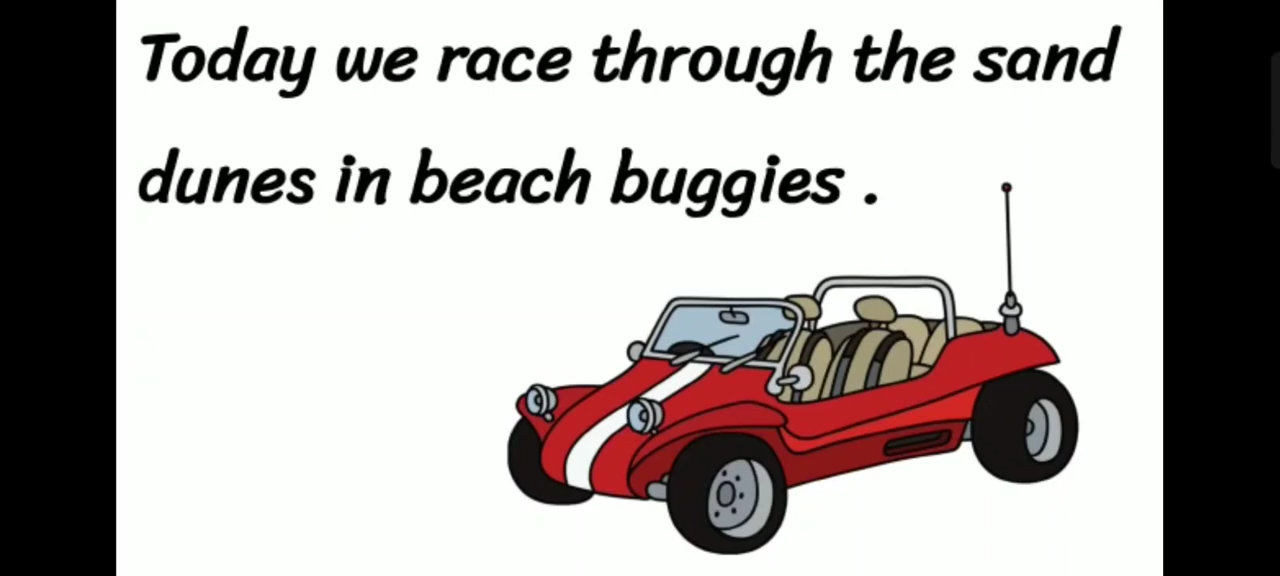 Today we race through the sand
dunes in beach buggies .